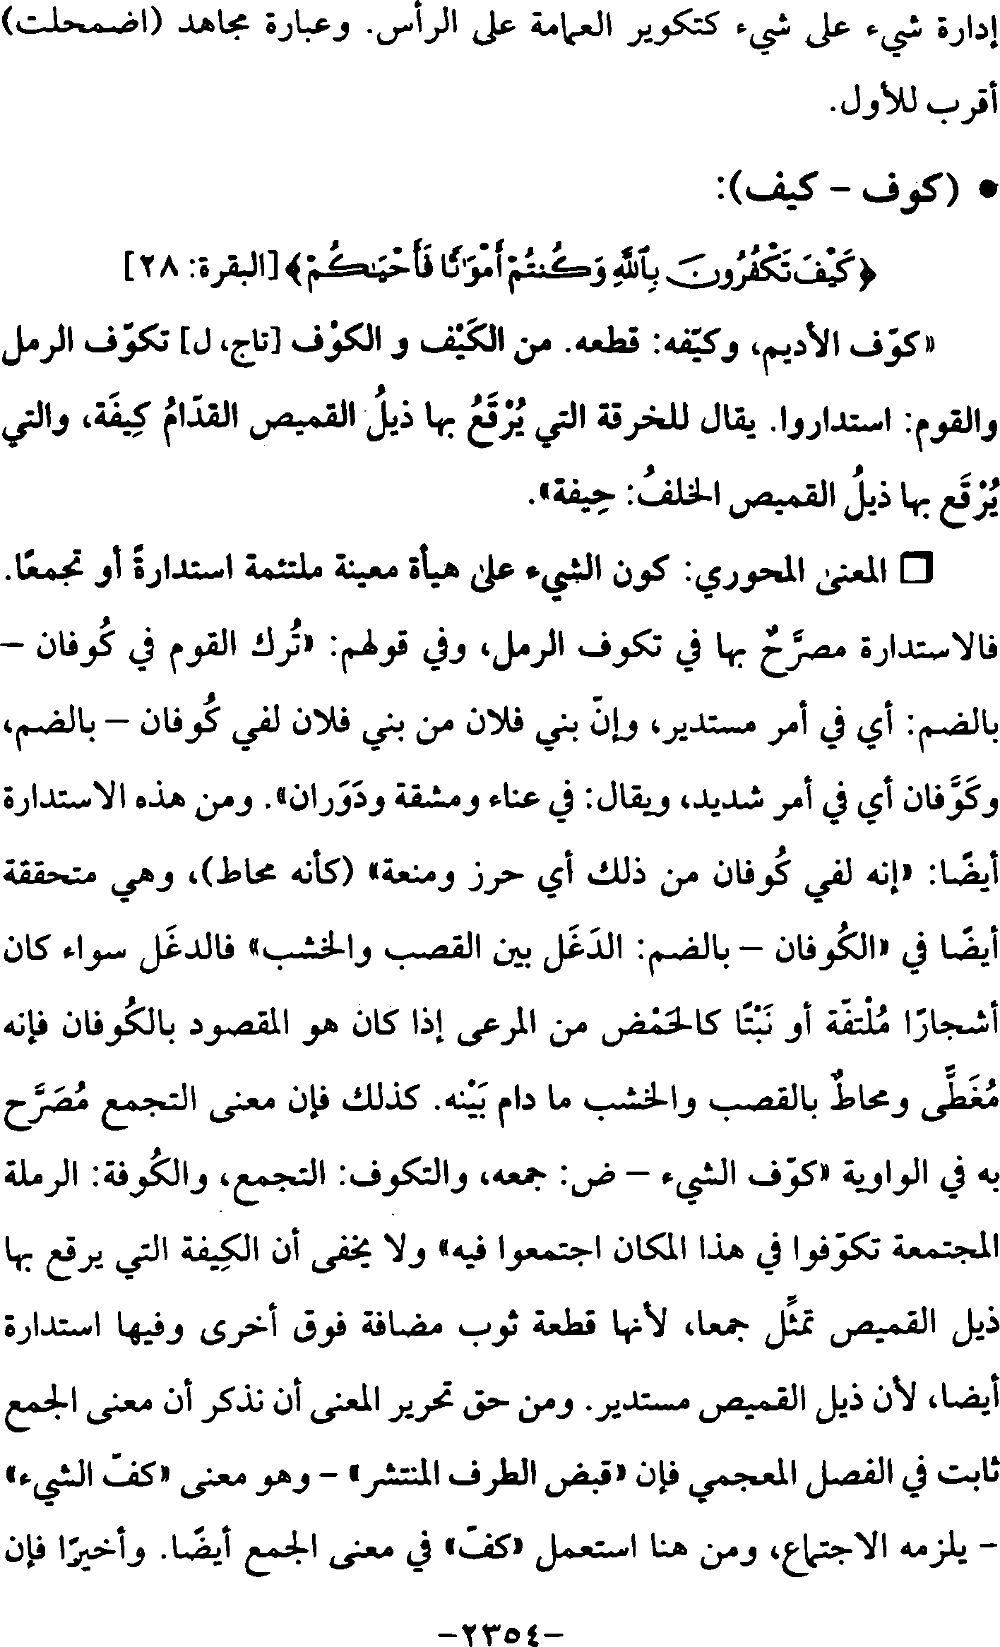 إدارة شيء على شيء كتكوير العمامة على الرأس. وعبارة مجاهد (اضمحلت)
أقرب للأول.
• (كوف – كيف):
﴿كَيْفَ تَكْفُرُونَ بِٱللَّهِ وَكُنتُمْ أَمْوَٰتًا فَأَحْيَٰكُمْ﴾ [البقرة: ٢٨]
«كوّف الأديم، وكيّفه: قطعه. من الكَيْف و الكوْف [تاج، ل] تكوّف الرمل
والقوم: استداروا. يقال للخرقة التي يُرْقَعُ بها ذيلُ القميص القدّامُ كِيفَة، والتي
يُرْقَع بها ذيلُ القميص الخلفُ: حِيفة».
❒ المعنى المحوري: كون الشيء على هيأة معينة ملتئمة استدارةً أو تجمعًا.
فالاستدارة مصرَّحٌ بها في تكوف الرمل، وفي قولهم: «تُرك القوم في كُوفان –
بالضم: أي في أمر مستدير، وإنّ بني فلان من بني فلان لفي كُوفان – بالضم،
وكَوَّفان أي في أمر شديد، ويقال: في عناء ومشقة ودَوَران». ومن هذه الاستدارة
أيضًا: «إنه لفي كُوفان من ذلك أي حرز ومنعة» (كأنه محاط)، وهي متحققة
أيضًا في «الكُوفان – بالضم: الدَغَل بين القصب والخشب» فالدغَل سواء كان
أشجارًا مُلْتفّة أو نَبْتًا كالحَمْض من المرعى إذا كان هو المقصود بالكُوفان فإنه
مُغَطًّى ومحاطٌ بالقصب والخشب ما دام بَيْنه. كذلك فإن معنى التجمع مُصَرَّح
به في الواوية «كوّف الشيء – ض: جمعه، والتكوف: التجمع، والكُوفة: الرملة
المجتمعة تكوّفوا في هذا المكان اجتمعوا فيه» ولا يخفى أن الكِيفة التي يرقع بها
ذيل القميص تمثِّل جمعا، لأنها قطعة ثوب مضافة فوق أخرى وفيها استدارة
أيضا، لأن ذيل القميص مستدير. ومن حق تحرير المعنى أن نذكر أن معنى الجمع
ثابت في الفصل المعجمي فإن «قبض الطرف المنتشر» – وهو معنى «كفّ الشيء»
– يلزمه الاجتماع، ومن هنا استعمل «كفّ» في معنى الجمع أيضًا. وأخيرًا فإن
–٢٣٥٤–